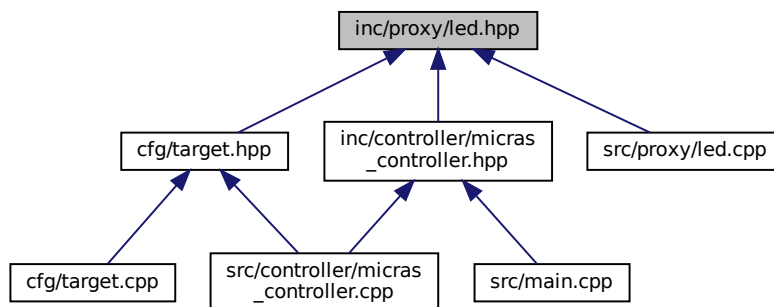 inc/proxy/led.hpp
cfg/target.hpp
inc/controller/micras
_controller.hpp
src/proxy/led.cpp
cfg/target.cpp
src/controller/micras
_controller.cpp
src/main.cpp